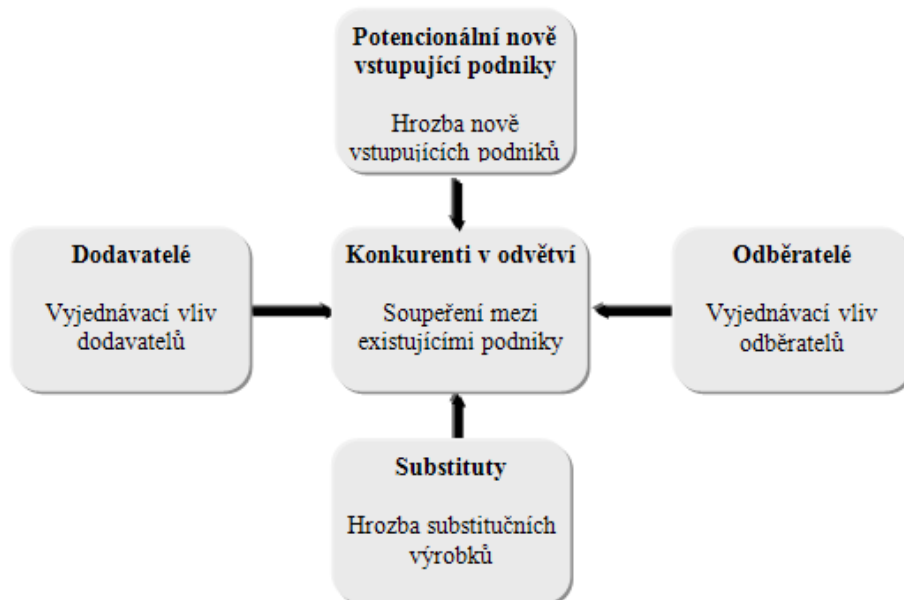 Potencionální nově
vstupující podniky
Hrozba nově
vstupujících podniků
Dodavatelé
Vyjednávací vliv
dodavatelů
Konkurenti v odvětví
Soupeření mezi
existujícími podniky
Odběratelé
Vyjednávací vliv
odběratelů
Substituty
Hrozba substitučních
výrobků